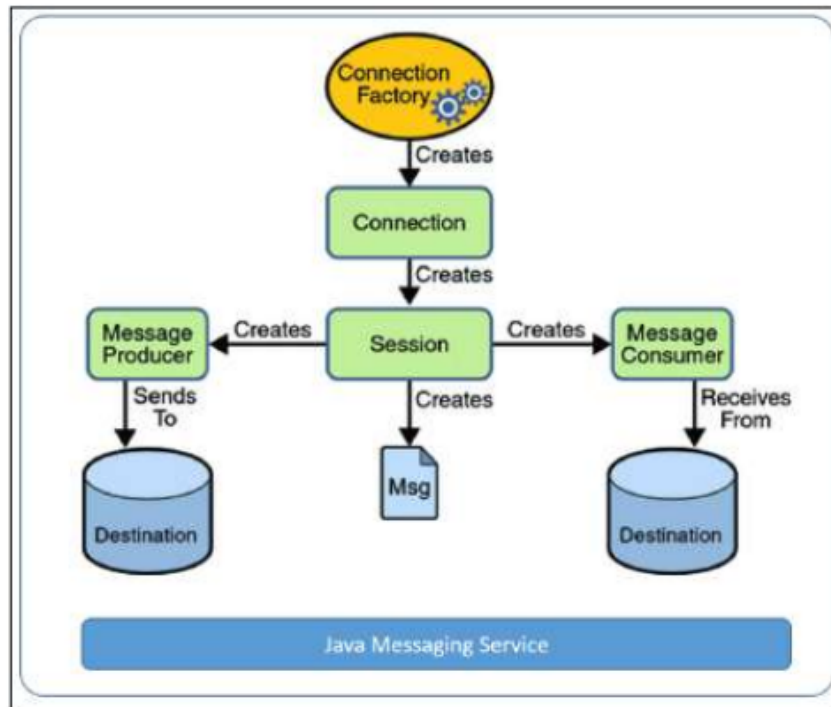 Connection
Factory
Creates
Connection
Creates
Message
Producer
Creates
Session
Creates
Message
Consumer
Sends
To
Creates
Receives
From
Msg
Destination
Destination
Java Messaging Service